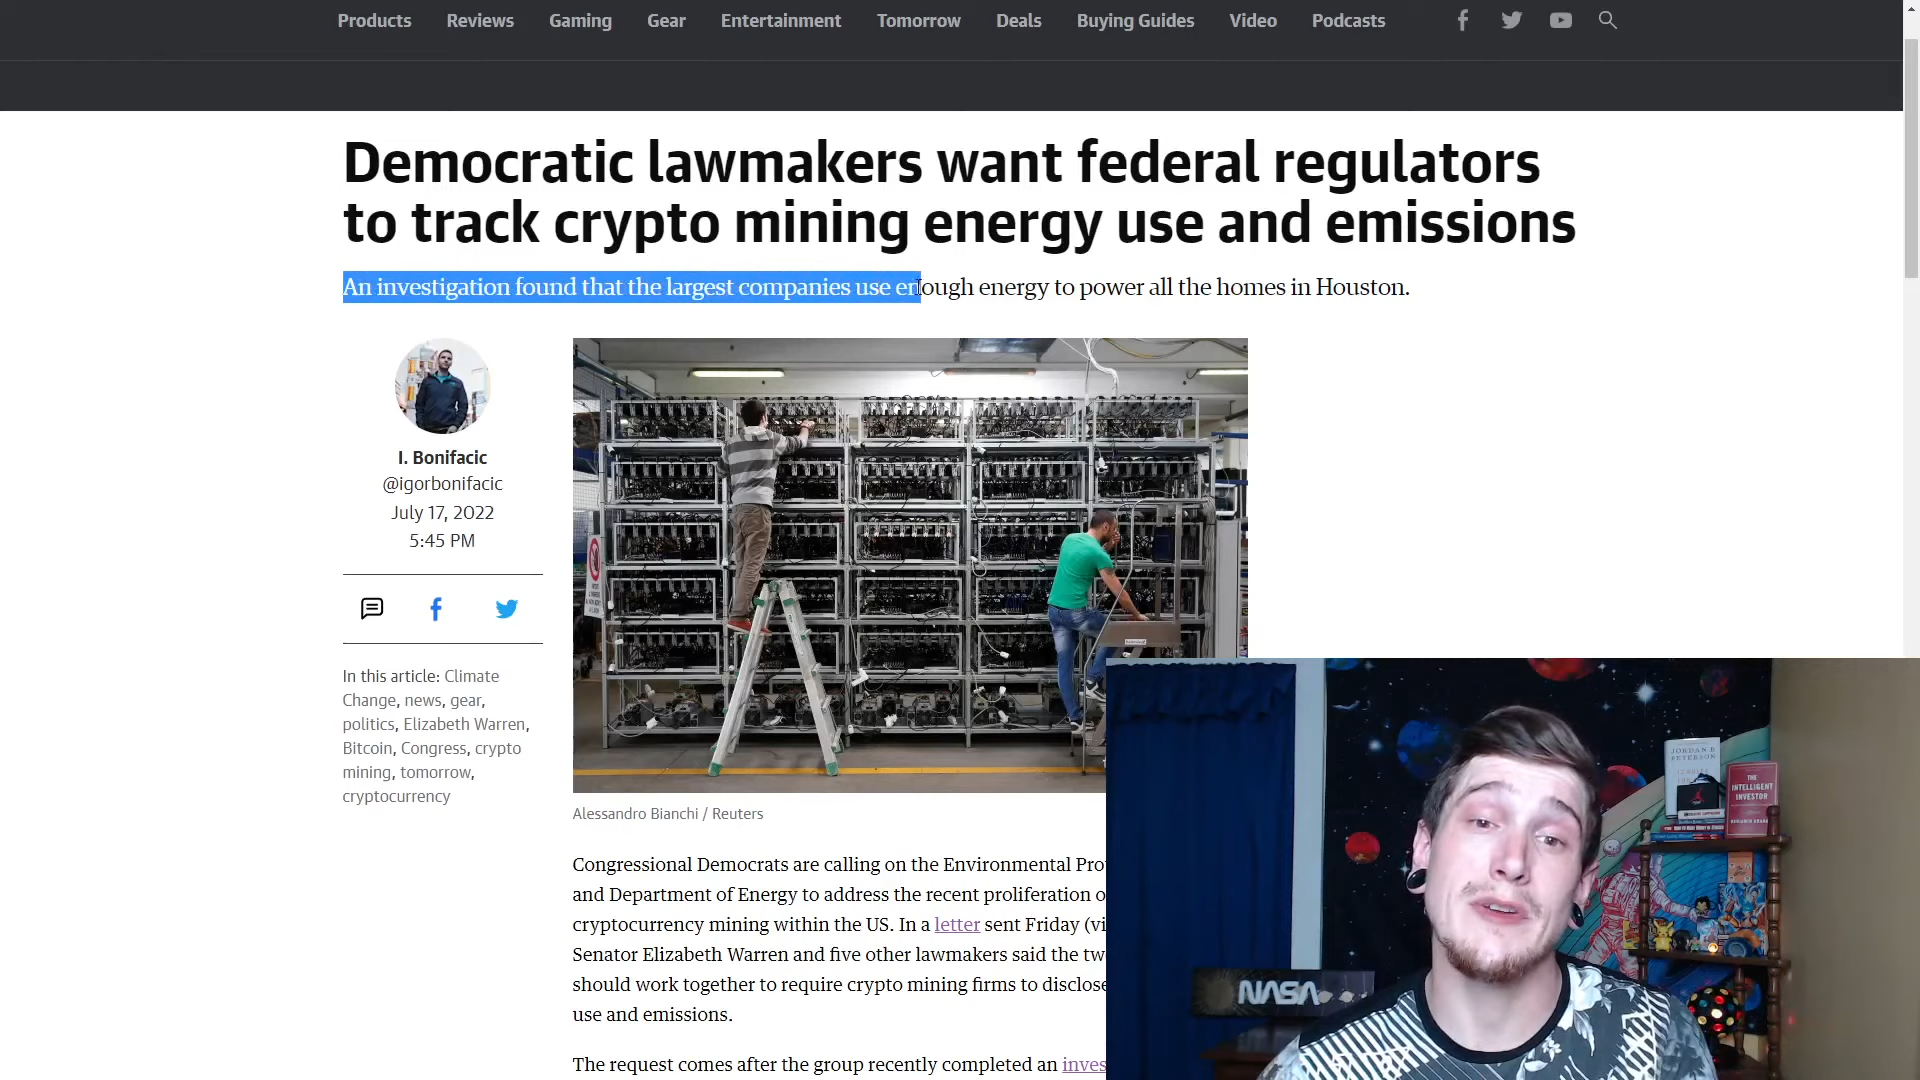 Products Reviews Gaming Gear Entertainment Tomorrow Deals Buying Guides Video Podcasts
Democratic lawmakers want federal regulators
to track crypto mining energy use and emissions
An investigation found that the largest companies use enough energy to power all the homes in Houston.
I. Bonifacic
@igorbonifacic
July 17, 2022
5:45 PM
In this article: Climate
Change, news, gear,
politics, Elizabeth Warren,
Bitcoin, Congress, crypto
mining, tomorrow,
cryptocurrency
Alessandro Bianchi / Reuters
Congressional Democrats are calling on the Environmental Pro
and Department of Energy to address the recent proliferation o
cryptocurrency mining within the US. In a letter sent Friday (vi
Senator Elizabeth Warren and five other lawmakers said the tw
should work together to require crypto mining firms to disclose
use and emissions.
The request comes after the group recently completed an inves
JORDAN B
PETERSON
THE
INTELLIGENT
INVESTOR
NASA